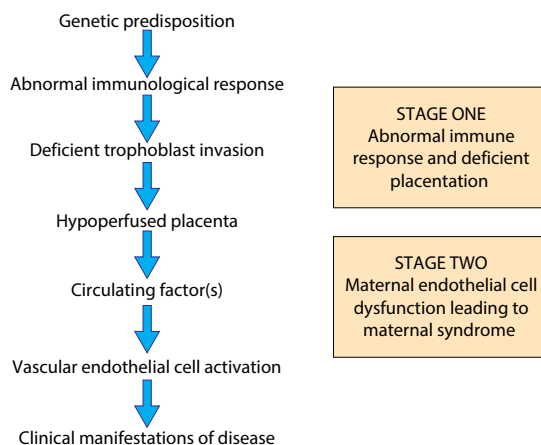 Genetic predisposition
Abnormal immunological response
Deficient trophoblast invasion
Hypoperfused placenta
Circulating factor(s)
Vascular endothelial cell activation
Clinical manifestations of disease
STAGE ONE
Abnormal immune
response and deficient
placentation
STAGE TWO
Maternal endothelial cell
dysfunction leading to
maternal syndrome